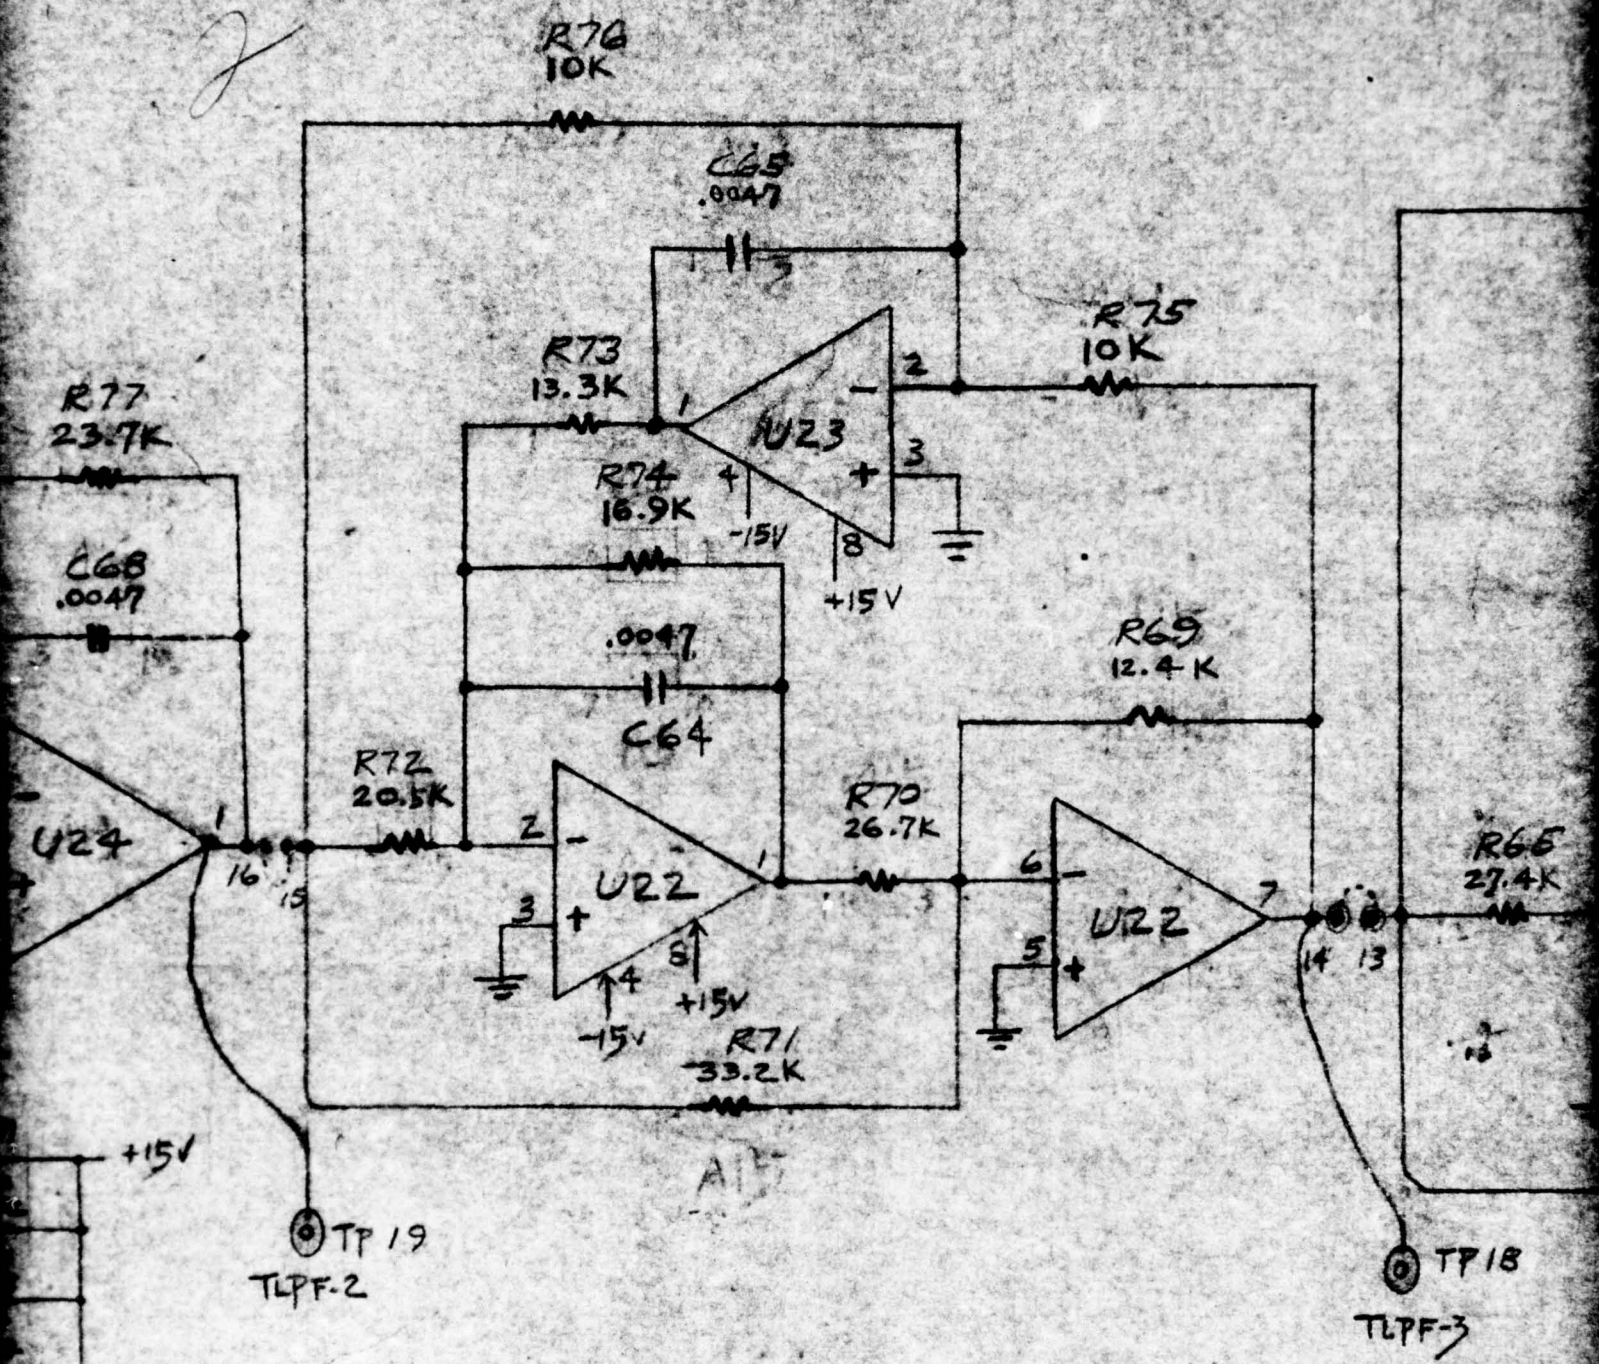 R76
10K
C65
.0047
R75
10K
2
-
R73
13.3K
1
U23
3
+
R77
23.7K
4
R74
16.9K
-15V
8
+15V
C68
.0047
.0047
R69
12.4K
C64
R72
20.5K
R70
26.7K
-
U24
+
1
16
15
2
-
U22
1
3
+
8
4
+15V
-15V
6
-
U22
7
5
+
14
13
27.4K
R71
33.2K
+15V
TP 19
TLPF-2
TP 18
TLPF-3